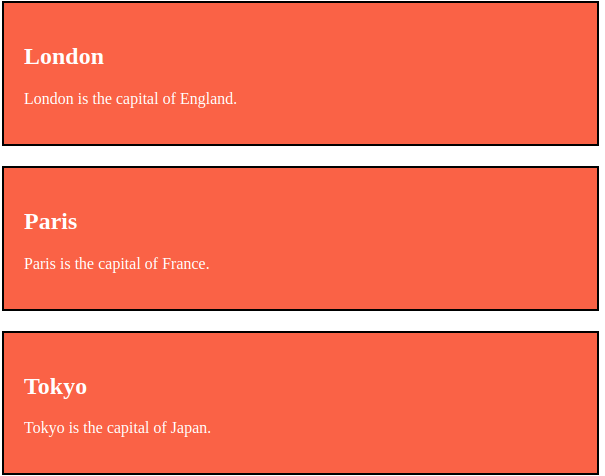 London
London is the capital of England.
Paris
Paris is the capital of France.
Tokyo
Tokyo is the capital of Japan.